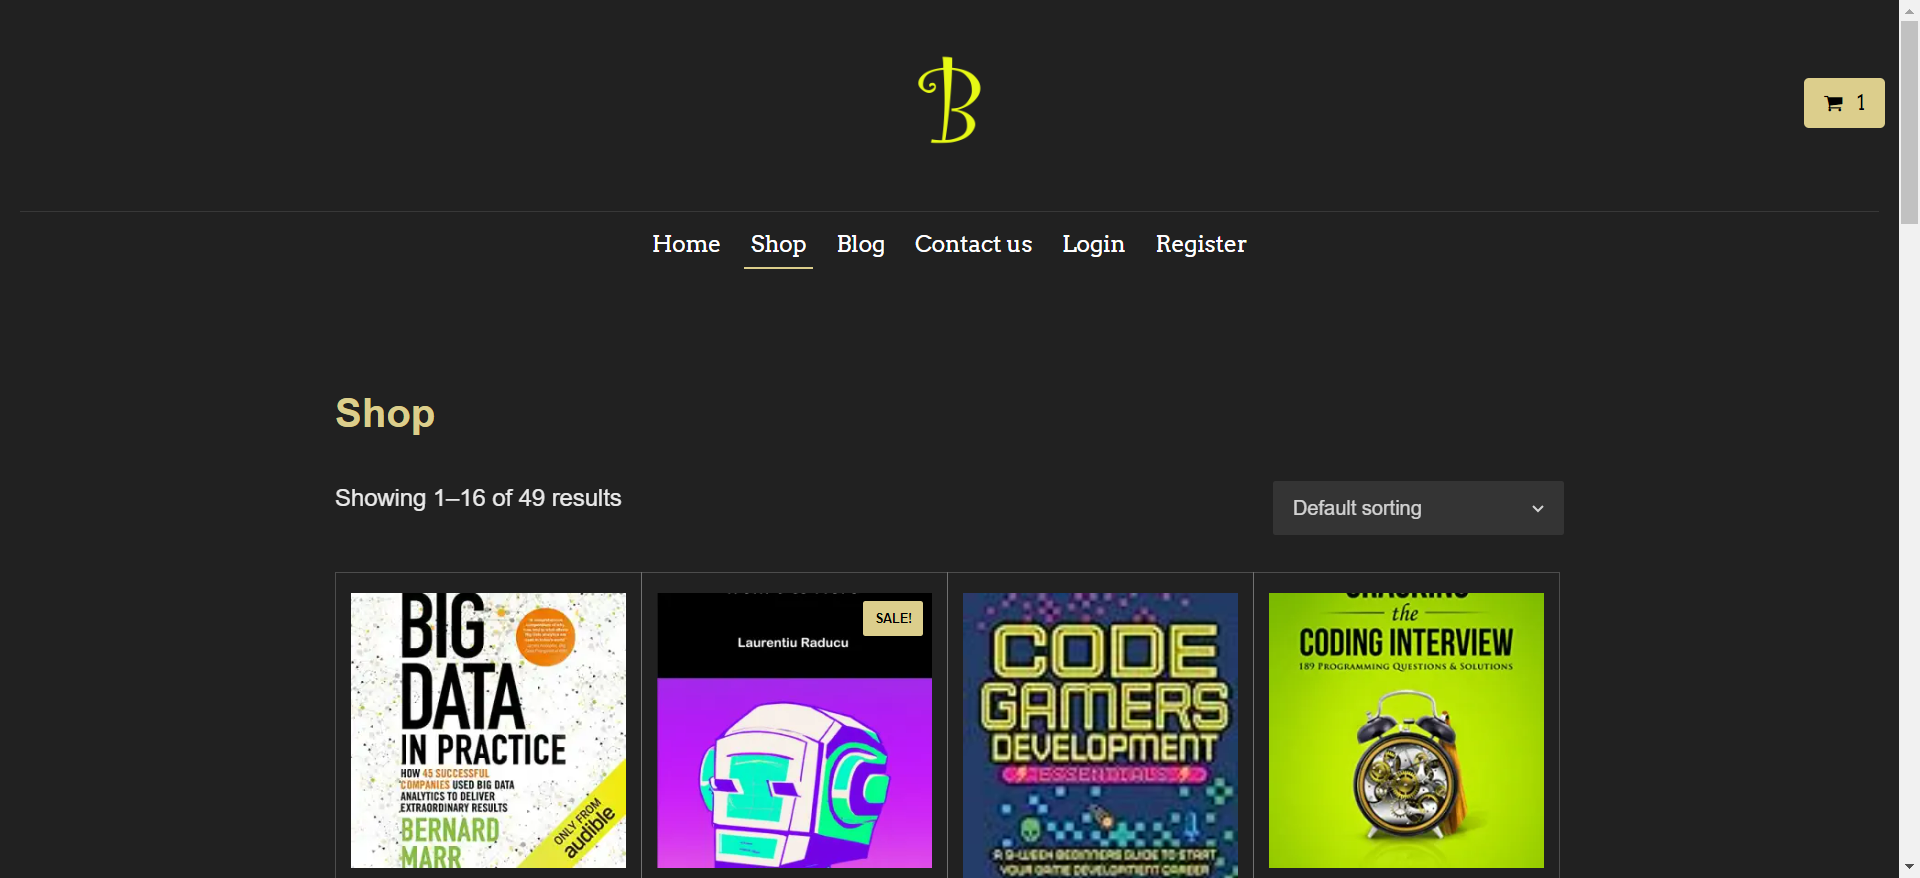 B
1
Home Shop Blog Contact us Login Register
Shop
Showing 1–16 of 49 results
Default sorting
BIG
DATA
IN PRACTICE
HOW 45 SUCCESSFUL
COMPANIES USED BIG DATA
ANALYTICS TO DELIVER
EXTRAORDINARY RESULTS
BERNARD
MARR
ONLY FROM
audible
SALE!
Laurentiu Raducu
CODE
GAMERS
DEVELOPMENT
ESSENTIALS
A 9-WEEK BEGINNERS GUIDE TO START
YOUR GAME DEVELOPMENT CAREER
CRACKING
the
CODING INTERVIEW
189 PROGRAMMING QUESTIONS & SOLUTIONS